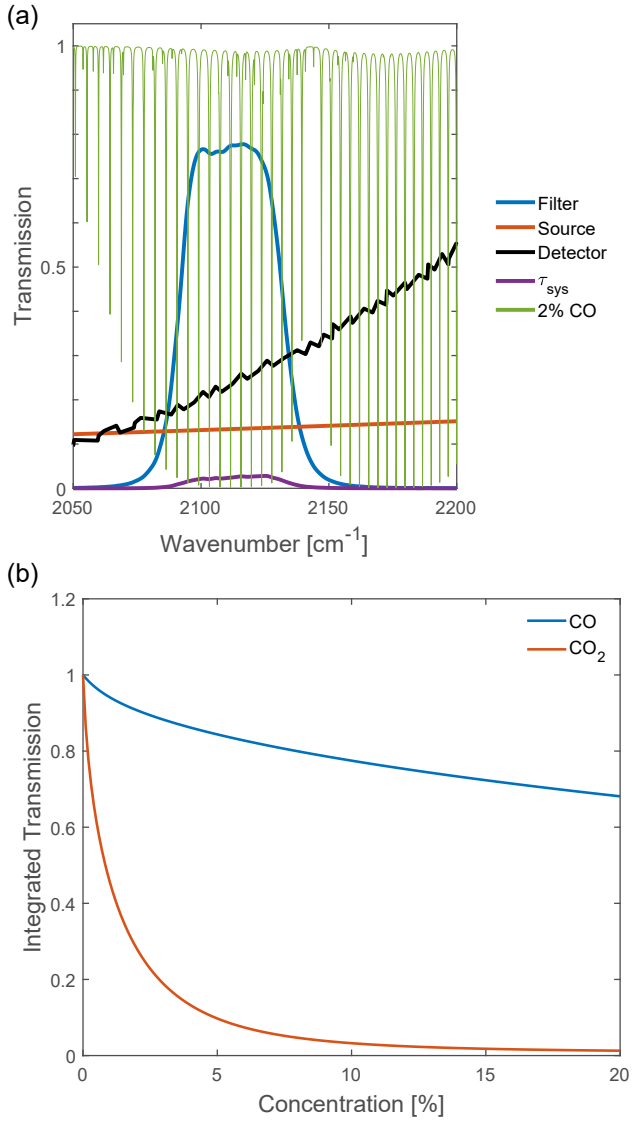 (a)
1
0.5
0
Transmission
2050
2100
2150
2200
Wavenumber [cm-1]
Filter
Source
Detector
τsys
2% CO
(b)
1.2
1
0.8
0.6
0.4
0.2
0
Integrated Transmission
0
5
10
15
20
Concentration [%]
CO
CO2